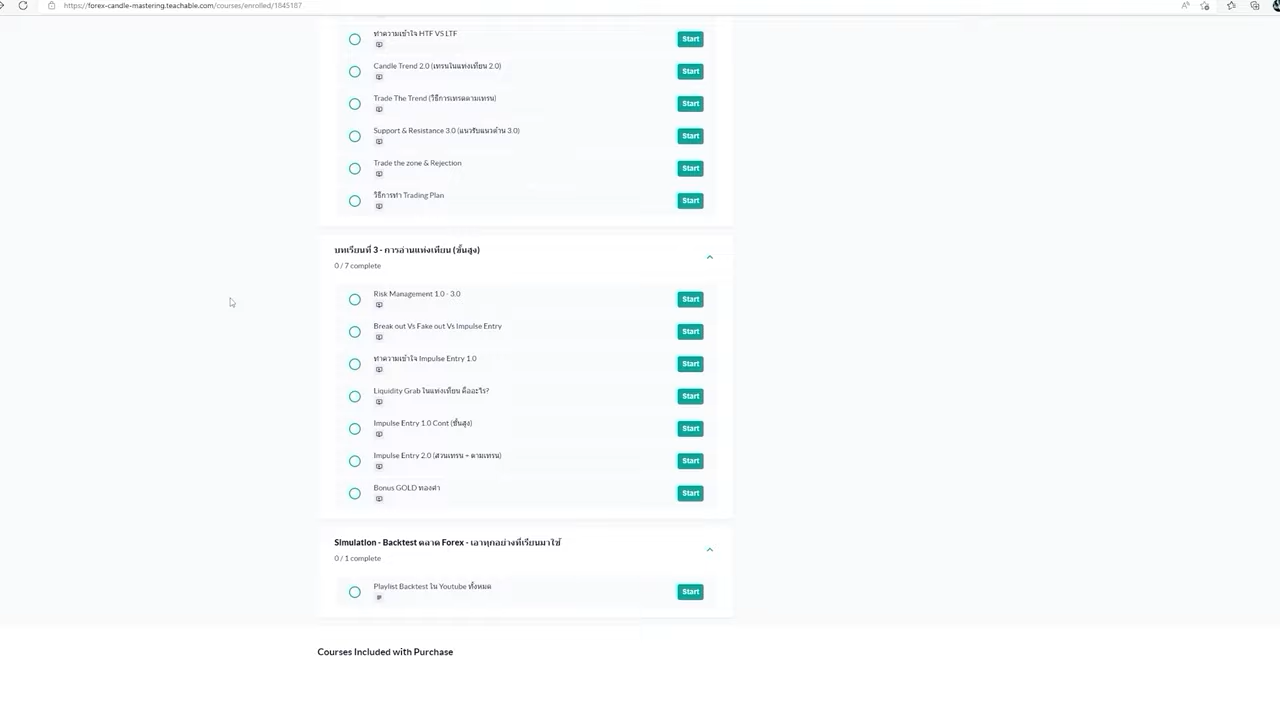 https://forex-candle-mastering.teachable.com/courses/enrolled/1845187
ทำความเข้าใจ HTF VS LTF
Start
Candle Trend 2.0 (เทรนในแท่งเทียน 2.0)
Start
Trade The Trend (วิธีการเทรดตามเทรน)
Start
Support & Resistance 3.0 (แนวรับแนวต้าน 3.0)
Start
Trade the zone & Rejection
Start
วิธีการทำ Trading Plan
Start
บทเรียนที่ 3 - การอ่านแท่งเทียน (ขั้นสูง)
0 / 7 complete
Risk Management 1.0 - 3.0
Start
Break out Vs Fake out Vs Impulse Entry
Start
ทำความเข้าใจ Impulse Entry 1.0
Start
Liquidity Grab ในแท่งเทียน คืออะไร?
Start
Impulse Entry 1.0 Cont (ขั้นสูง)
Start
Impulse Entry 2.0 (สวนเทรน - ตามเทรน)
Start
Bonus GOLD ทองคำ
Start
Simulation - Backtest ตลาด Forex - เอาทุกอย่างที่เรียนมาใช้
0 / 1 complete
Playlist Backtest ใน Youtube ทั้งหมด
Start
Courses Included with Purchase